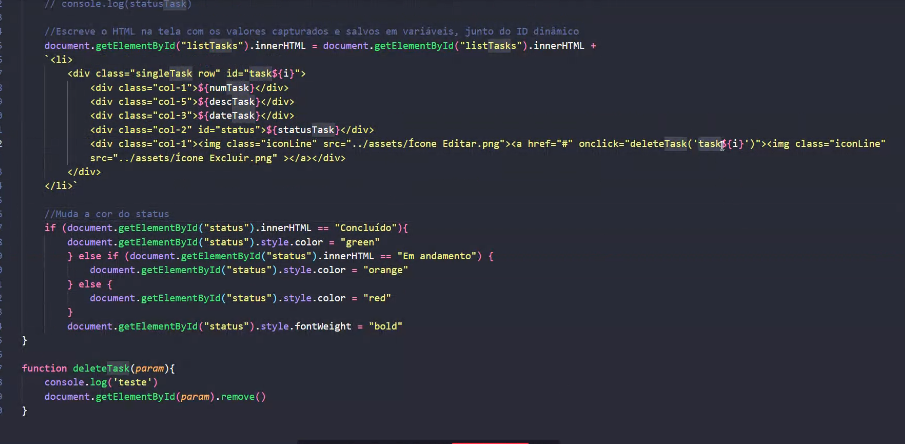 // console.log(statusTask)
//Escreve o HTML na tela com os valores capturados e salvos em variáveis, junto do ID dinâmico
document.getElementById("listTasks").innerHTML = document.getElementById("listTasks").innerHTML +
`<li>
<div class="singleTask row" id="task${i}">
<div class="col-1">${numTask}</div>
<div class="col-5">${descTask}</div>
<div class="col-3">${dateTask}</div>
<div class="col-2" id="status">${statusTask}</div>
<div class="col-1"><img class="iconLine" src="../assets/Ícone Editar.png"><a href="#" onclick="deleteTask('task${i}')"><img class="iconLine"
src="../assets/Ícone Excluir.png" ></a></div>
</div>
</li>`
//Muda a cor do status
if (document.getElementById("status").innerHTML == "Concluído"){
document.getElementById("status").style.color = "green"
} else if (document.getElementById("status").innerHTML == "Em andamento") {
document.getElementById("status").style.color = "orange"
} else {
document.getElementById("status").style.color = "red"
}
document.getElementById("status").style.fontWeight = "bold"
}
function deleteTask(param){
console.log('teste')
document.getElementById(param).remove()
}